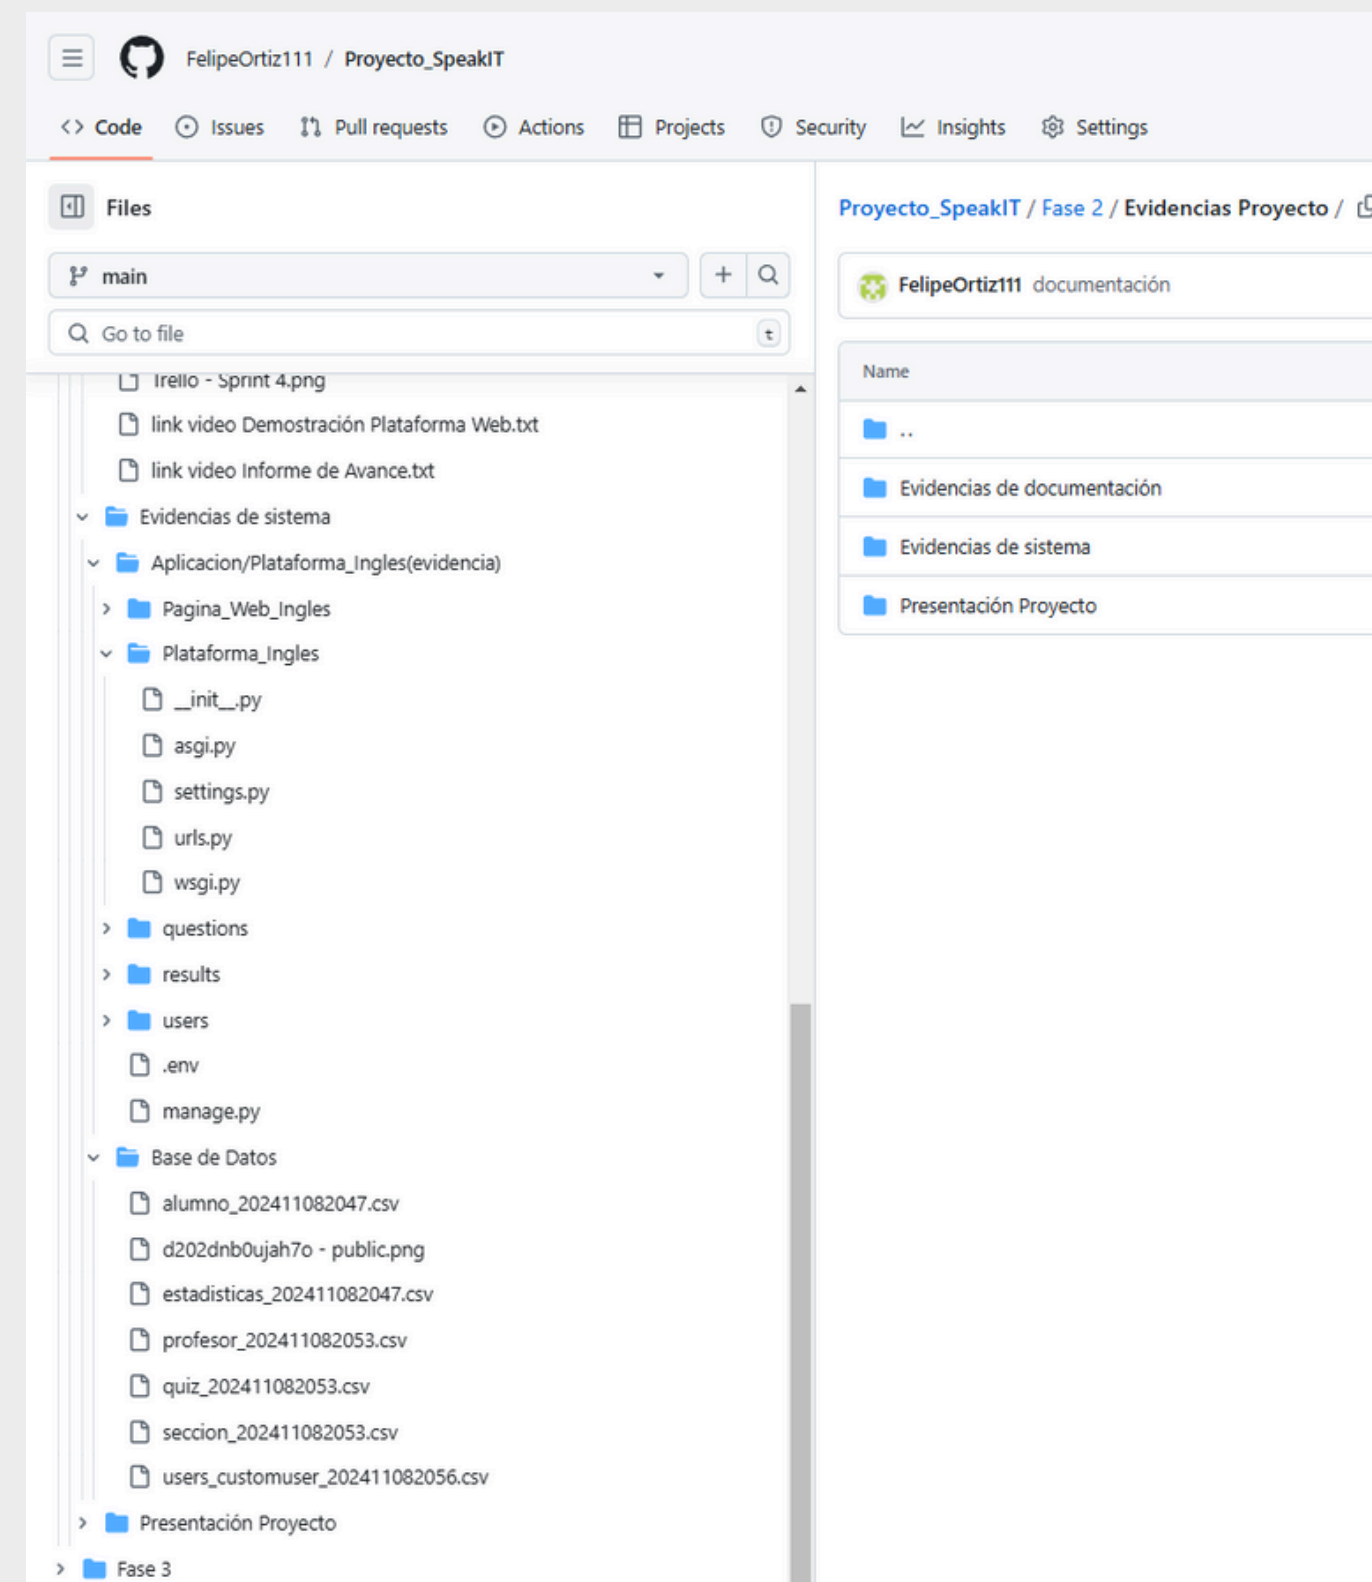 FelipeOrtiz111 / Proyecto_SpeakIT
Code Issues Pull requests Actions Projects Security Insights Settings
Files
main
Go to file t
Trello - Sprint 4.png
link video Demostración Plataforma Web.txt
link video Informe de Avance.txt
Evidencias de sistema
Aplicacion/Plataforma_Ingles(evidencia)
Pagina_Web_Ingles
Plataforma_Ingles
__init__.py
asgi.py
settings.py
urls.py
wsgi.py
questions
results
users
.env
manage.py
Base de Datos
alumno_202411082047.csv
d202dnb0ujah7o - public.png
estadisticas_202411082047.csv
profesor_202411082053.csv
quiz_202411082053.csv
seccion_202411082053.csv
users_customuser_202411082056.csv
Presentación Proyecto
Fase 3
Proyecto_SpeakIT / Fase 2 / Evidencias Proyecto /
FelipeOrtiz111 documentación
Name
..
Evidencias de documentación
Evidencias de sistema
Presentación Proyecto